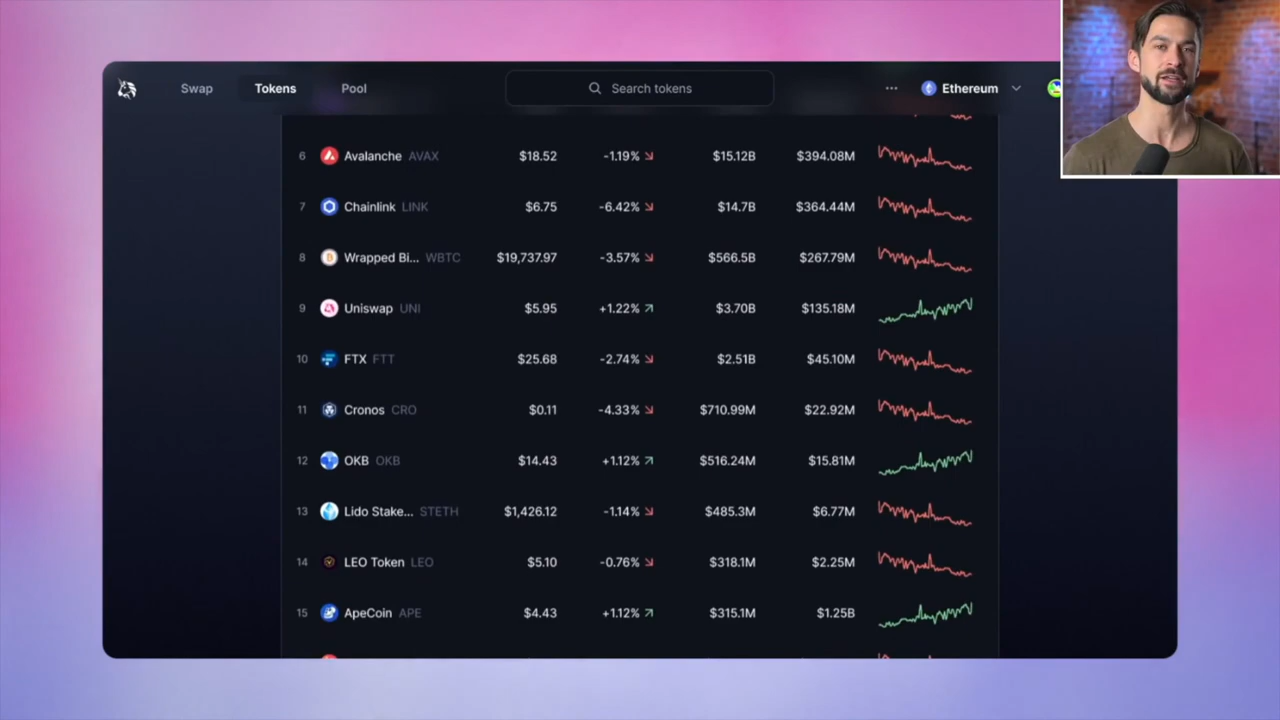 Swap Tokens Pool Search tokens ... Ethereum
6 Avalanche AVAX $18.52 -1.19% $15.12B $394.08M
7 Chainlink LINK $6.75 -6.42% $14.7B $364.44M
8 Wrapped Bi... WBTC $19,737.97 -3.57% $566.5B $267.79M
9 Uniswap UNI $5.95 +1.22% $3.70B $135.18M
10 FTX FTT $25.68 -2.74% $2.51B $45.10M
11 Cronos CRO $0.11 -4.33% $710.99M $22.92M
12 OKB OKB $14.43 +1.12% $516.24M $15.81M
13 Lido Stake... STETH $1,426.12 -1.14% $485.3M $6.77M
14 LEO Token LEO $5.10 -0.76% $318.1M $2.25M
15 ApeCoin APE $4.43 +1.12% $315.1M $1.25B